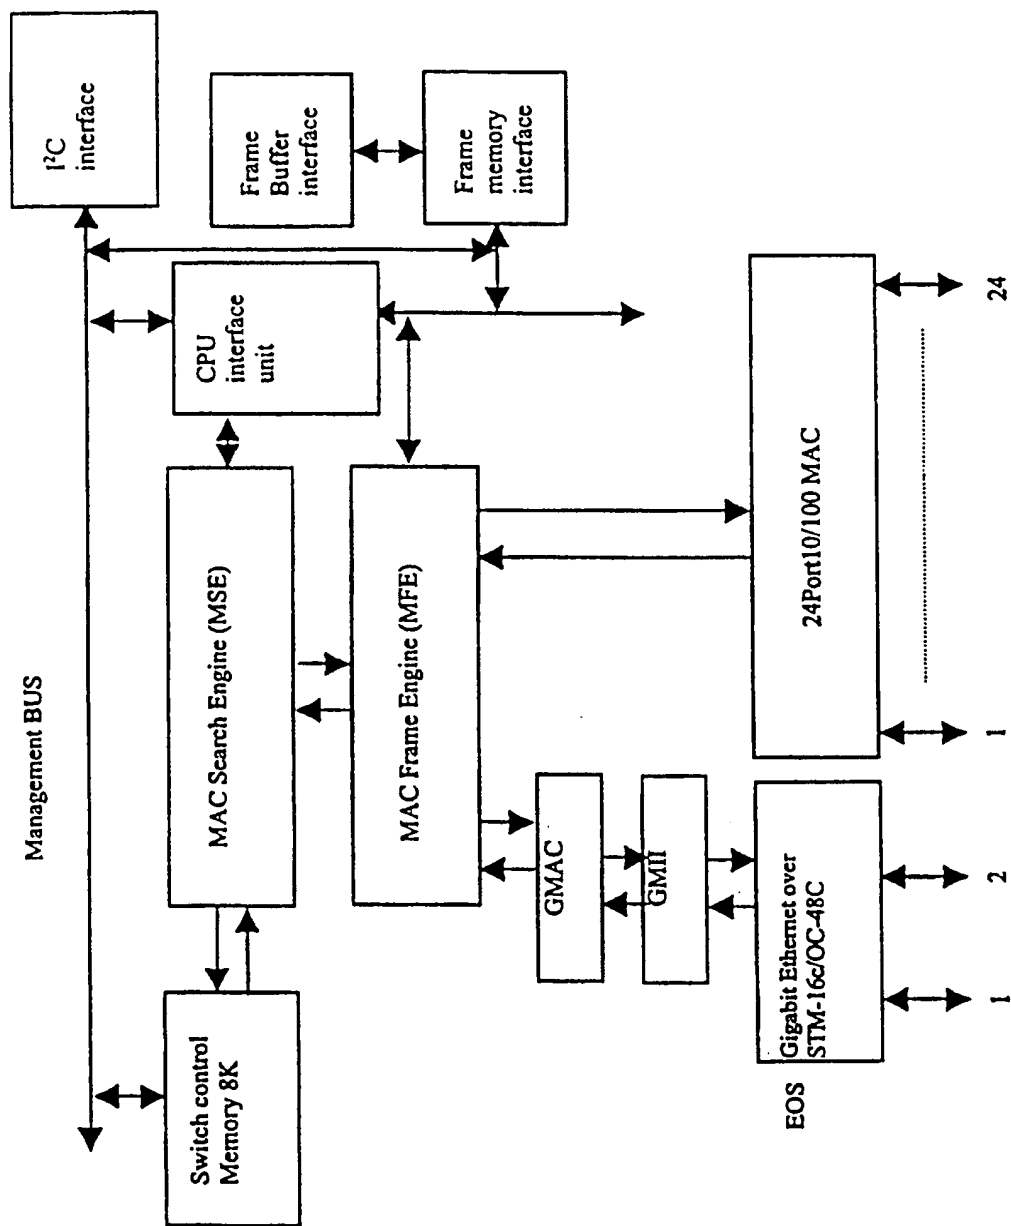 Management BUS
Switch control
Memory 8K
MAC Search Engine (MSE)
CPU
interface
unit
I²C
interface
Frame
Buffer
interface
MAC Frame Engine (MFE)
Frame
memory
interface
GMAC
GMII
EOS
Gigabit Ethernet over
STM-16c/OC-48C
24Port10/100 MAC
1
2
1
24